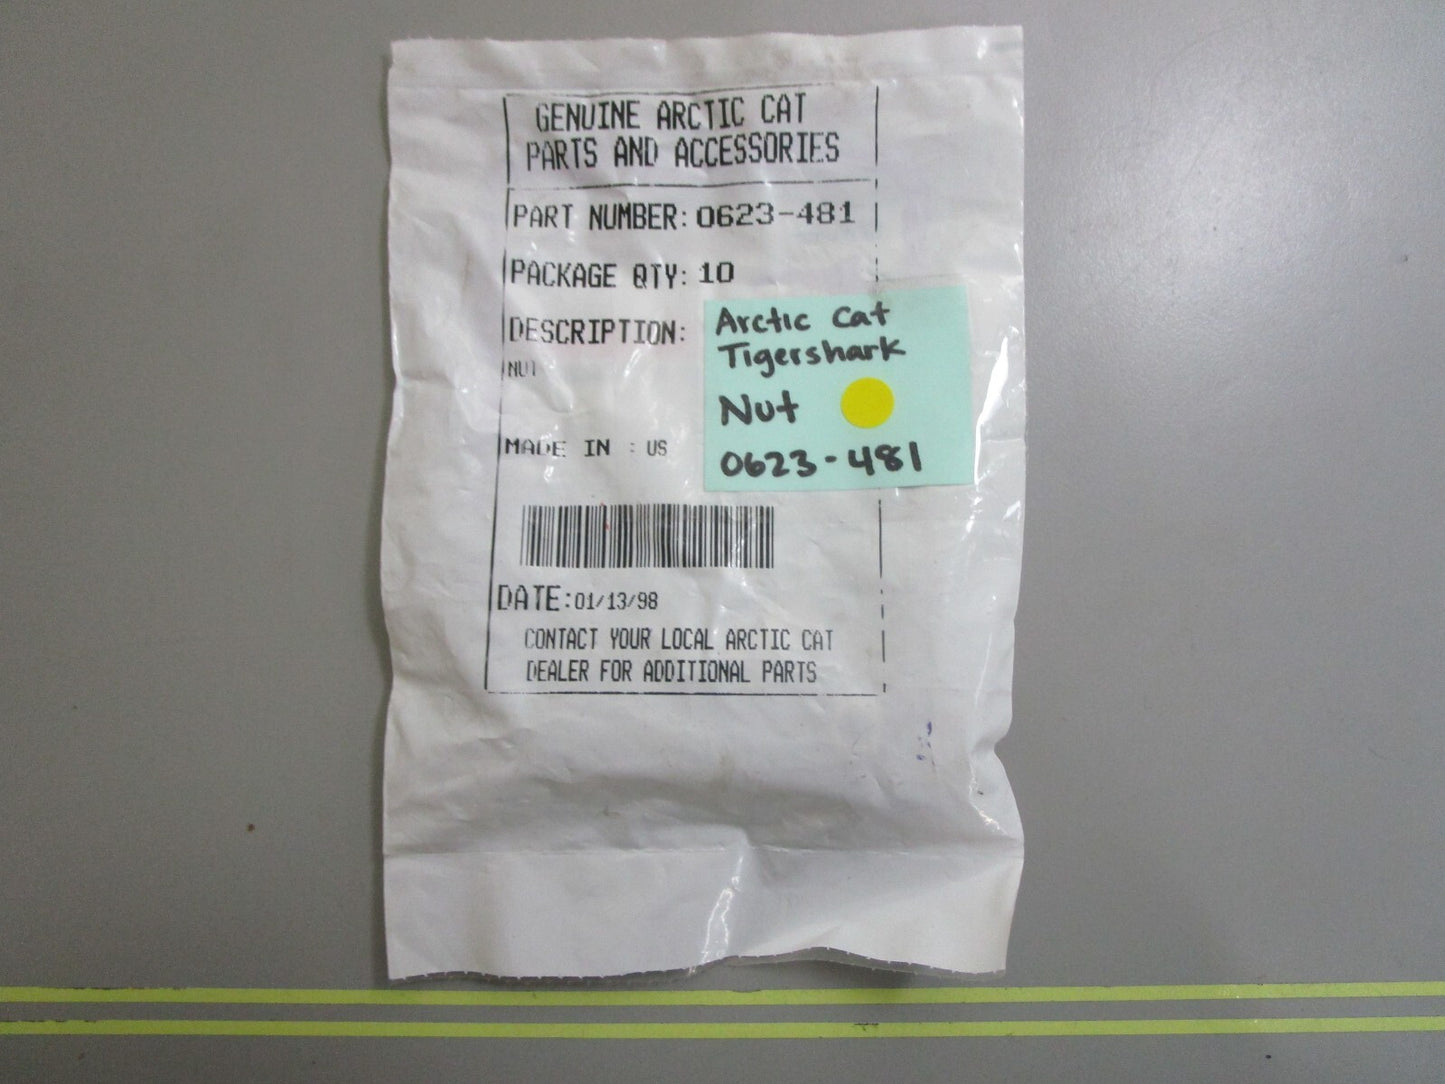 GENUINE ARCTIC CAT
PARTS AND ACCESSORIES
PART NUMBER: 0623-481
PACKAGE QTY: 10
DESCRIPTION:
NUT
MADE IN : US
DATE: 01/13/98
CONTACT YOUR LOCAL ARCTIC CAT
DEALER FOR ADDITIONAL PARTS
Arctic Cat
Tigershark
Nut
0623-481